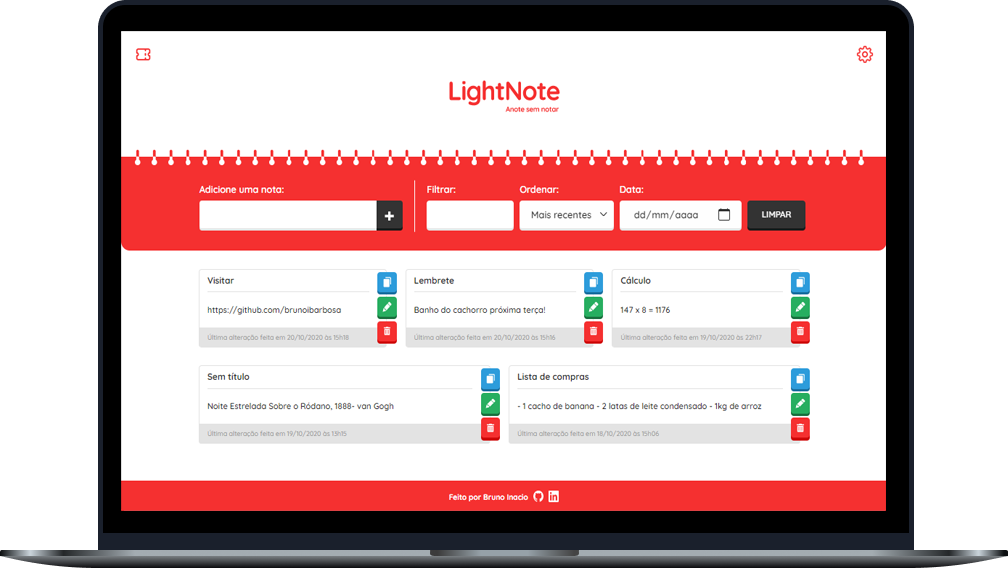 LightNote
Anote sem notar
Adicione uma nota:
Filtrar:
Ordenar:
Data:
Mais recentes
dd/mm/aaaa
LIMPAR
Visitar
https://github.com/brunoibarbosa
Última alteração feita em 20/10/2020 às 15h18
Lembrete
Banho do cachorro próxima terça!
Última alteração feita em 20/10/2020 às 15h16
Cálculo
147 x 8 = 1176
Última alteração feita em 19/10/2020 às 22h17
Sem título
Noite Estrelada Sobre o Ródano, 1888- van Gogh
Última alteração feita em 19/10/2020 às 13h15
Lista de compras
- 1 cacho de banana - 2 latas de leite condensado - 1kg de arroz
Última alteração feita em 18/10/2020 às 15h06
Feito por Bruno Inacio